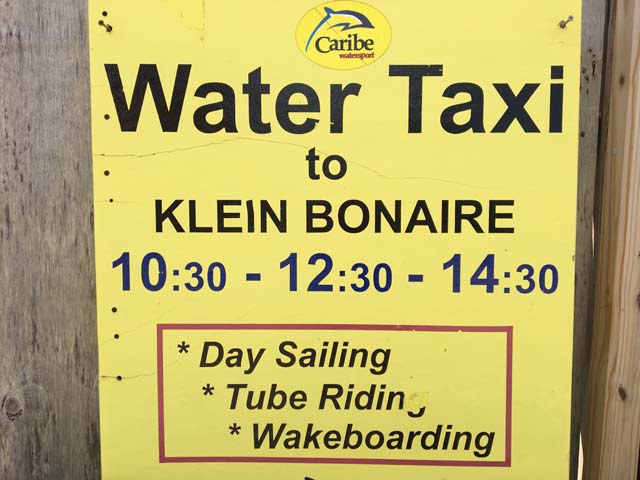 Caribe
watersport
Water Taxi
to
KLEIN BONAIRE
10:30 - 12:30 - 14:30
* Day Sailing
* Tube Riding
* Wakeboarding